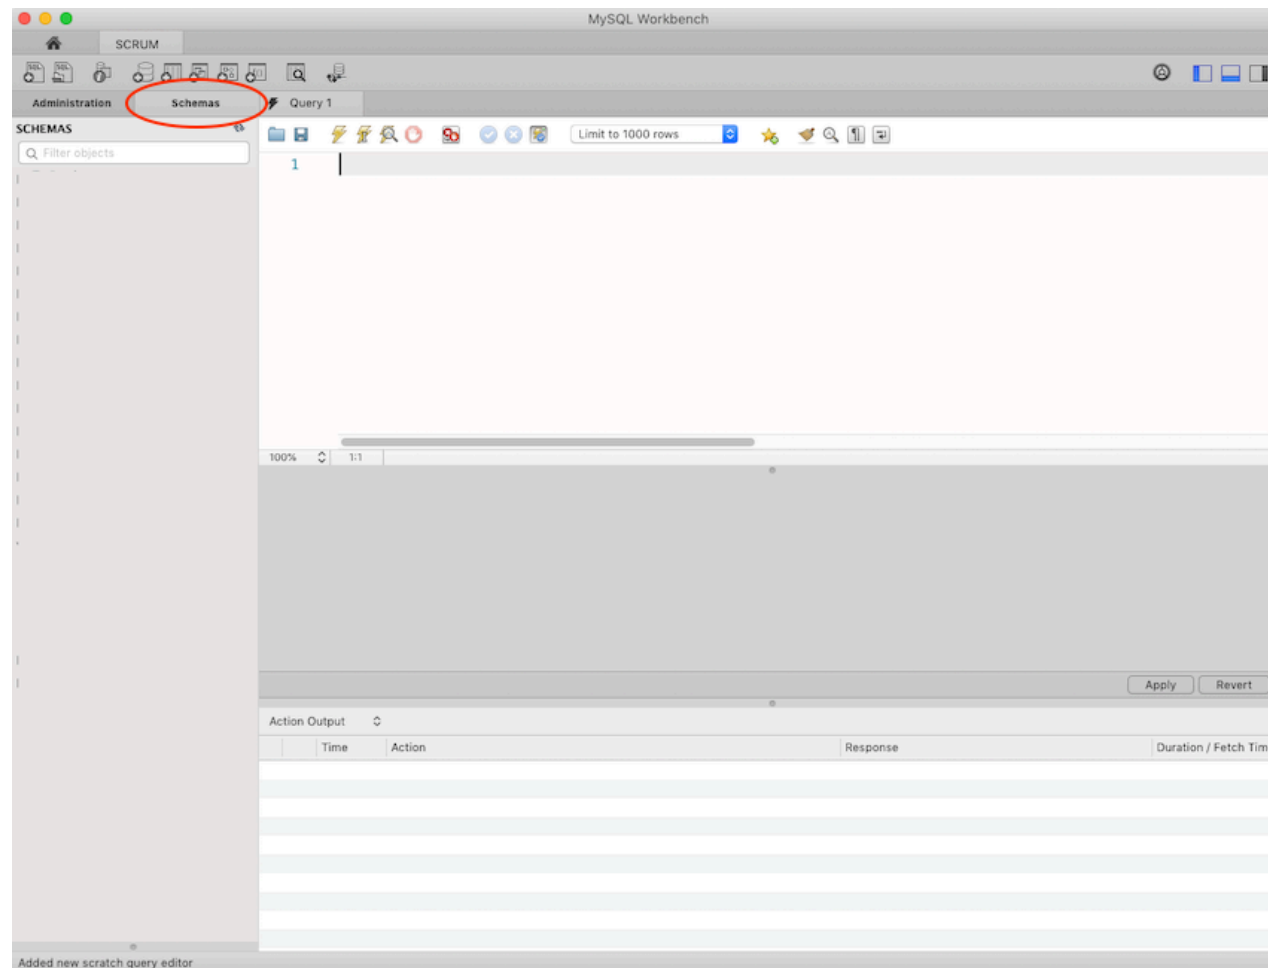 MySQL Workbench
SCRUM
Administration
Schemas
Query 1
SCHEMAS
Filter objects
Limit to 1000 rows
1
100%
1:1
Apply
Revert
Action Output
Time
Action
Response
Duration / Fetch Tim
Added new scratch query editor